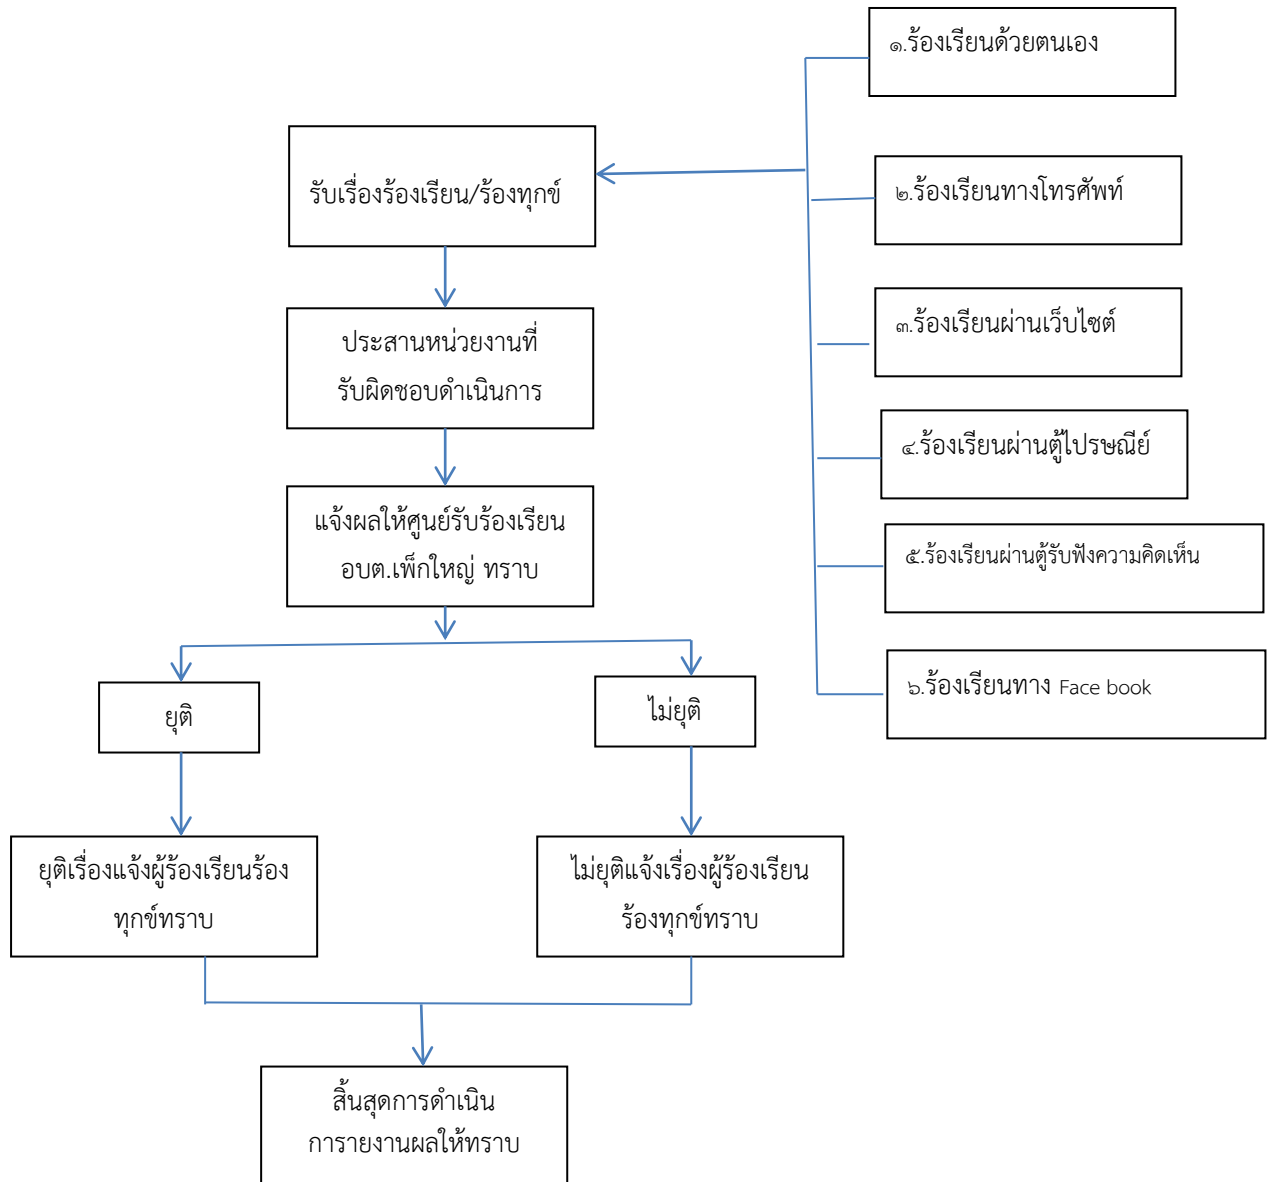 ๑.ร้องเรียนด้วยตนเอง
รับเรื่องร้องเรียน/ร้องทุกข์
๒.ร้องเรียนทางโทรศัพท์
๓.ร้องเรียนผ่านเว็บไซต์
ประสานหน่วยงานที่
รับผิดชอบดำเนินการ
๔.ร้องเรียนผ่านตู้ไปรษณีย์
แจ้งผลให้ศูนย์รับร้องเรียน
อบต.เพ็กใหญ่ ทราบ
๕.ร้องเรียนผ่านตู้รับฟังความคิดเห็น
๖.ร้องเรียนทาง Face book
ยุติ
ไม่ยุติ
ยุติเรื่องแจ้งผู้ร้องเรียนร้อง
ทุกข์ทราบ
ไม่ยุติแจ้งเรื่องผู้ร้องเรียน
ร้องทุกข์ทราบ
สิ้นสุดการดำเนิน
การายงานผลให้ทราบ